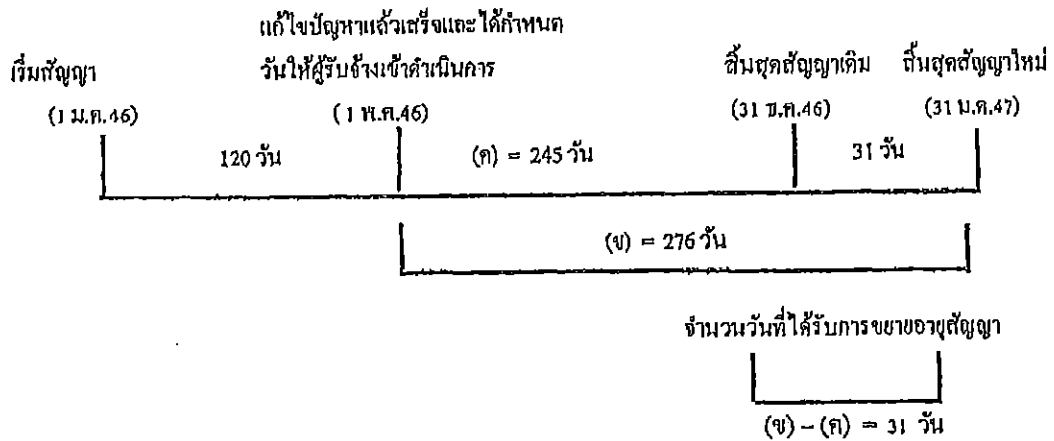 แก้ไขปัญหาแล้วเสร็จและได้กำหนด
วันให้ผู้รับจ้างเข้าดำเนินการ
เริ่มสัญญา
สิ้นสุดสัญญาเดิม
สิ้นสุดสัญญาใหม่
(1 ม.ค.46)
(1 พ.ค.46)
(31 ธ.ค.46)
(31 ม.ค.47)
120 วัน
(ค) = 245 วัน
31 วัน
(ข) = 276 วัน
จำนวนวันที่ได้รับการขยายอายุสัญญา
(ข) – (ค) = 31 วัน